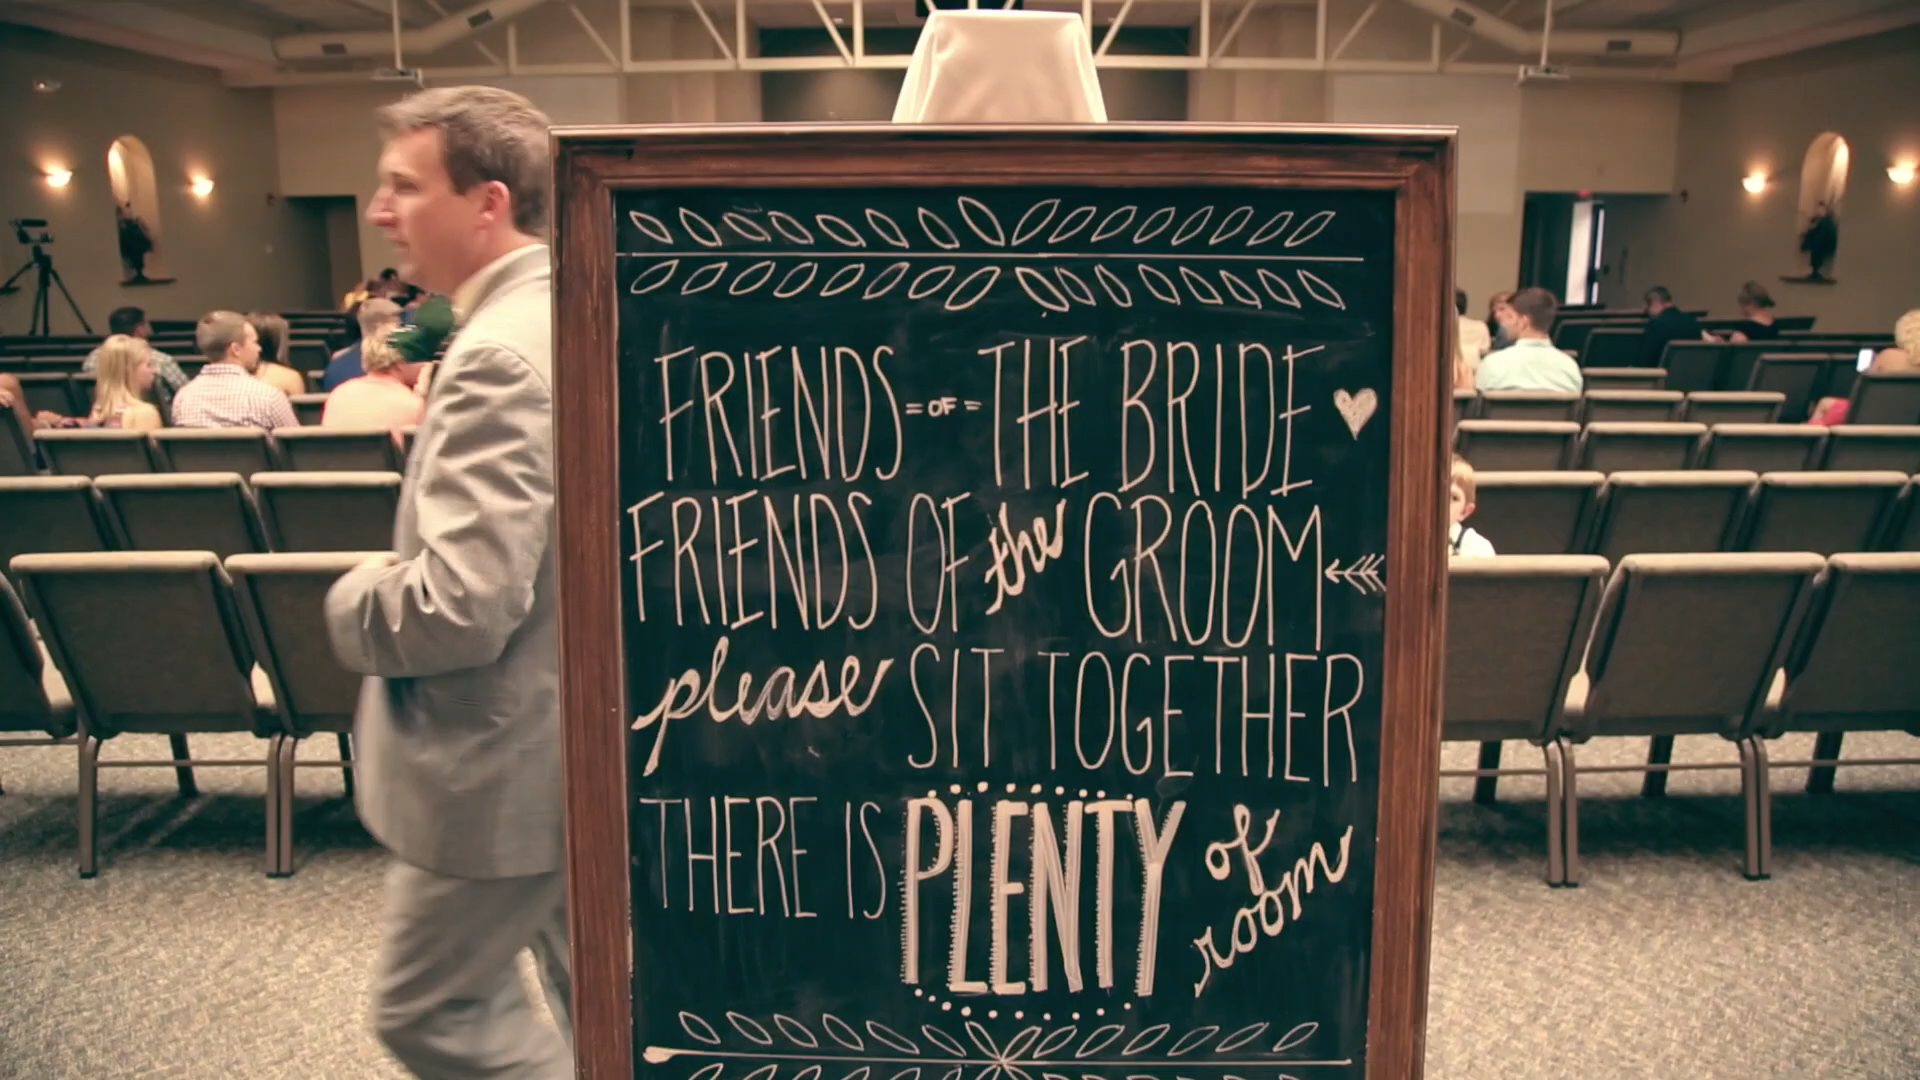 FRIENDS =OF= THE BRIDE
FRIENDS OF the GROOM
please SIT TOGETHER
THERE IS PLENTY of room